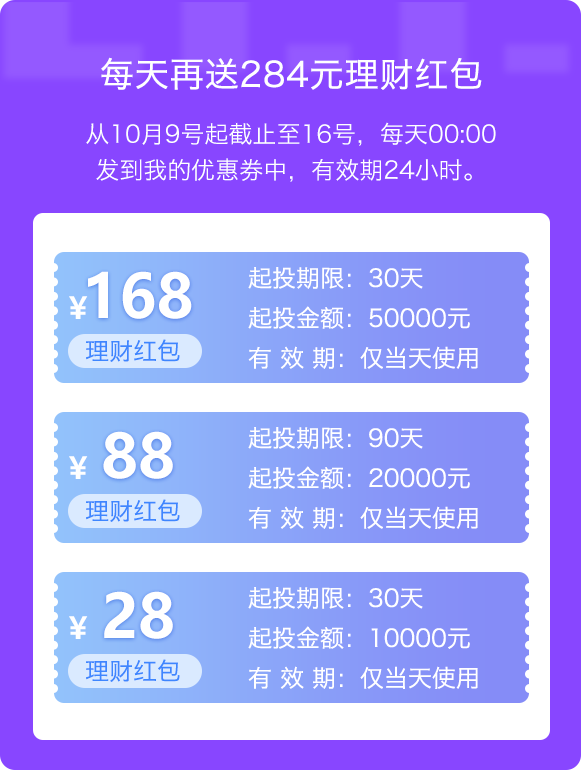 每天再送284元理财红包
从10月9号起截止至16号，每天00:00
发到我的优惠券中，有效期24小时。
¥168
理财红包
起投期限：30天
起投金额：50000元
有 效 期：仅当天使用
¥ 88
理财红包
起投期限：90天
起投金额：20000元
有 效 期：仅当天使用
¥ 28
理财红包
起投期限：30天
起投金额：10000元
有 效 期：仅当天使用